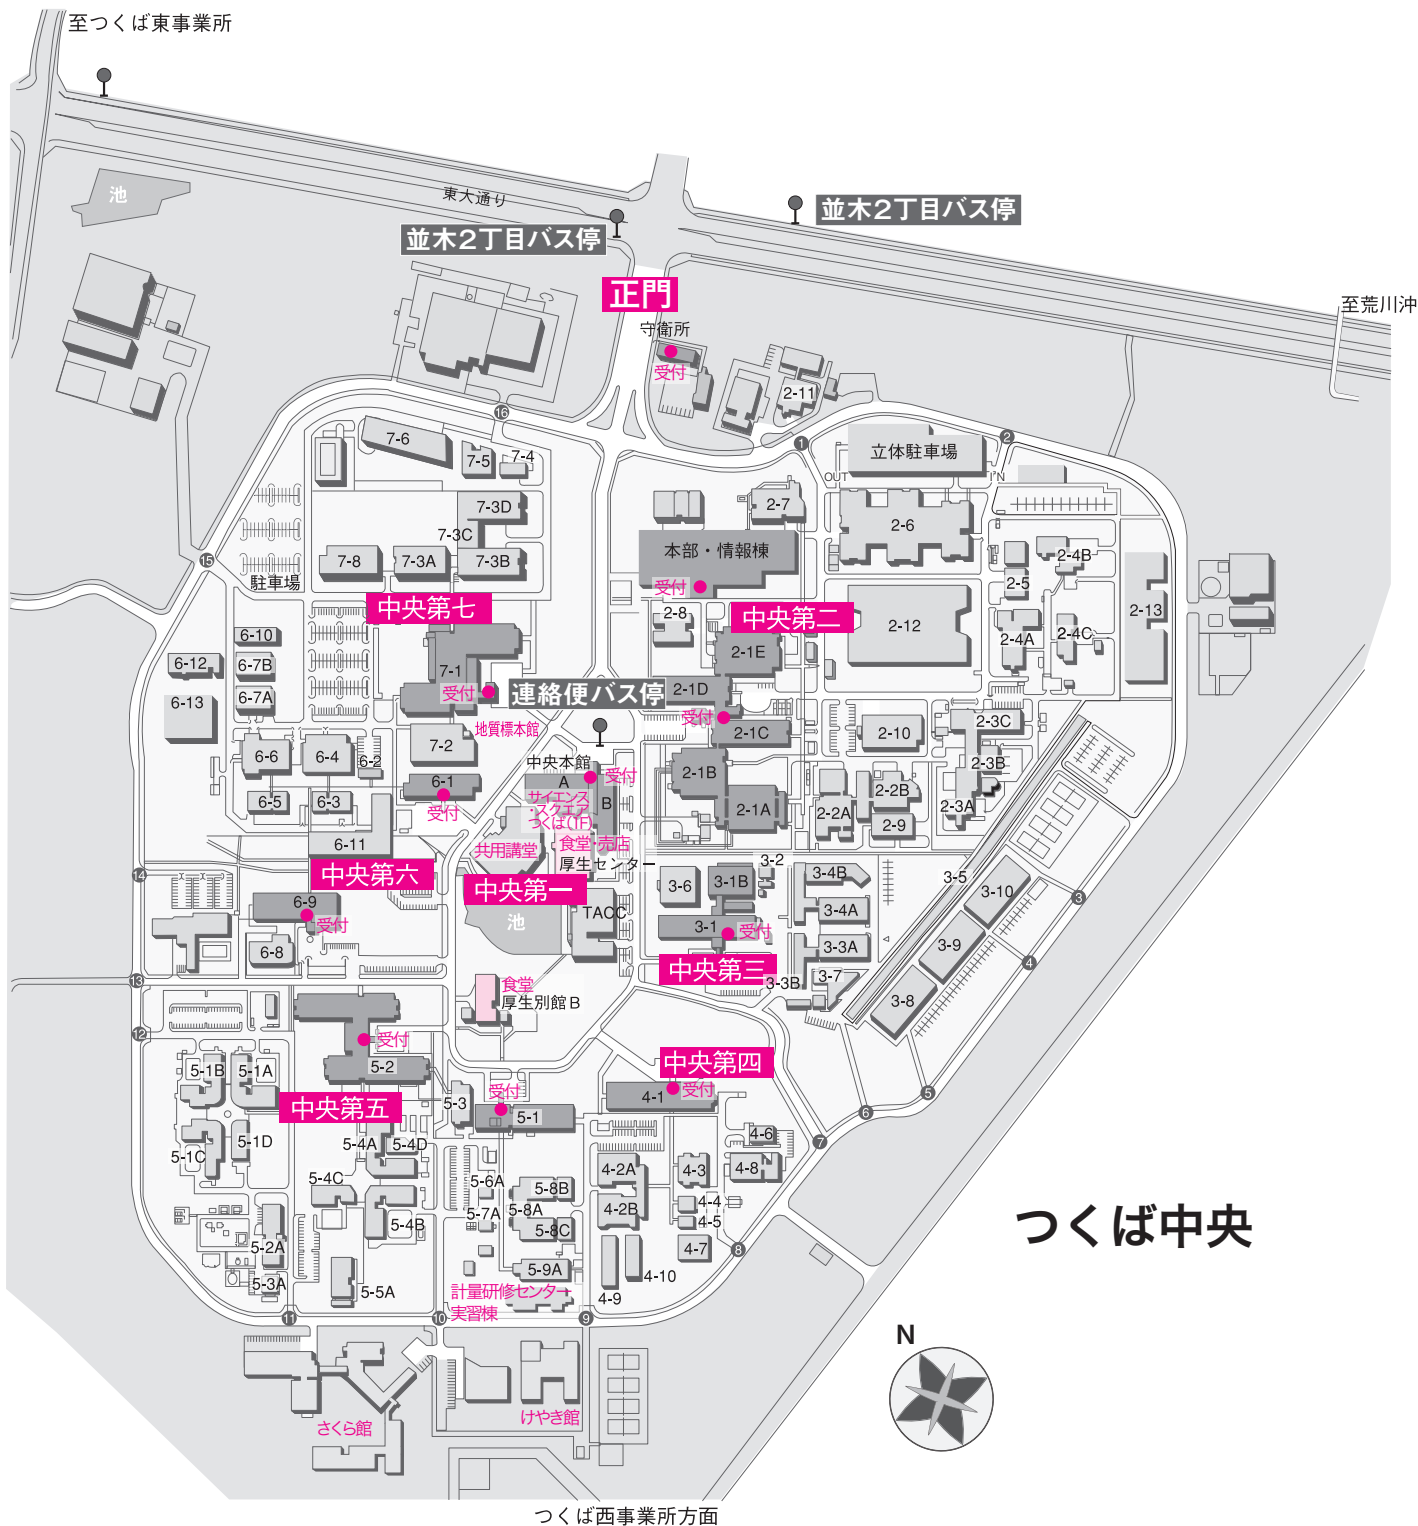 至つくば東事業所
池
東大通り
並木2丁目バス停
並木2丁目バス停
正門
至荒川沖
守衛所
受付
2-11
16
1
2
立体駐車場
OUT
IN
7-6
7-5
7-4
7-3D
7-3C
7-8
7-3A
7-3B
2-7
2-6
本部・情報棟
受付
2-4B
2-5
15
駐車場
中央第七
中央第二
2-8
2-12
2-4A
2-4C
2-13
6-10
6-12
6-7B
6-7A
6-13
7-1
受付
2-1E
2-1D
連絡便バス停
受付
地質標本館
2-1C
2-10
2-3C
7-2
6-6
6-4
6-2
中央本館
A
受付
2-1B
2-3B
6-1
受付
6-5
6-3
サイエンス
・スクエア
つくば(1F)
B
2-1A
2-2B
2-2A
2-9
2-3A
6-11
共用講堂
食堂・売店
厚生センター
中央第六
中央第一
14
3-2
3-6
3-1B
3-4B
3-5
3-10
3
6-9
受付
池
TACC
3-1
受付
3-4A
3-3A
3-9
4
6-8
中央第三
3-3B
3-7
3-8
13
食堂
厚生別館B
12
受付
5-2
5-1B
5-1A
中央第五
5-3
受付
5-1
中央第四
4-1
受付
5
6
7
5-1D
5-1C
5-4A
5-4D
4-6
5-4C
5-6A
5-8B
4-2A
4-3
4-8
5-7A
5-8A
4-4
4-5
5-4B
5-8C
4-2B
つくば中央
5-2A
4-7
8
5-3A
5-5A
5-9A
4-10
4-9
計量研修センター
実習棟
11
10
9
N
さくら館
けやき館
つくば西事業所方面